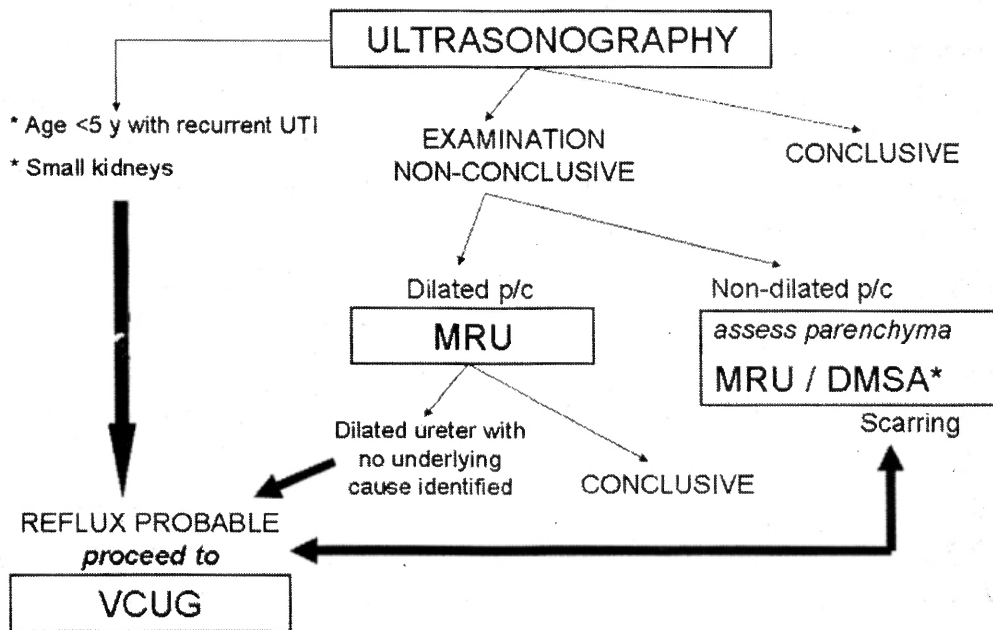 ULTRASONOGRAPHY
* Age <5 y with recurrent UTI
* Small kidneys
EXAMINATION
NON-CONCLUSIVE
CONCLUSIVE
Dilated p/c
MRU
Non-dilated p/c
assess parenchyma
MRU / DMSA*
Scarring
Dilated ureter with
no underlying
cause identified
CONCLUSIVE
REFLUX PROBABLE
proceed to
VCUG